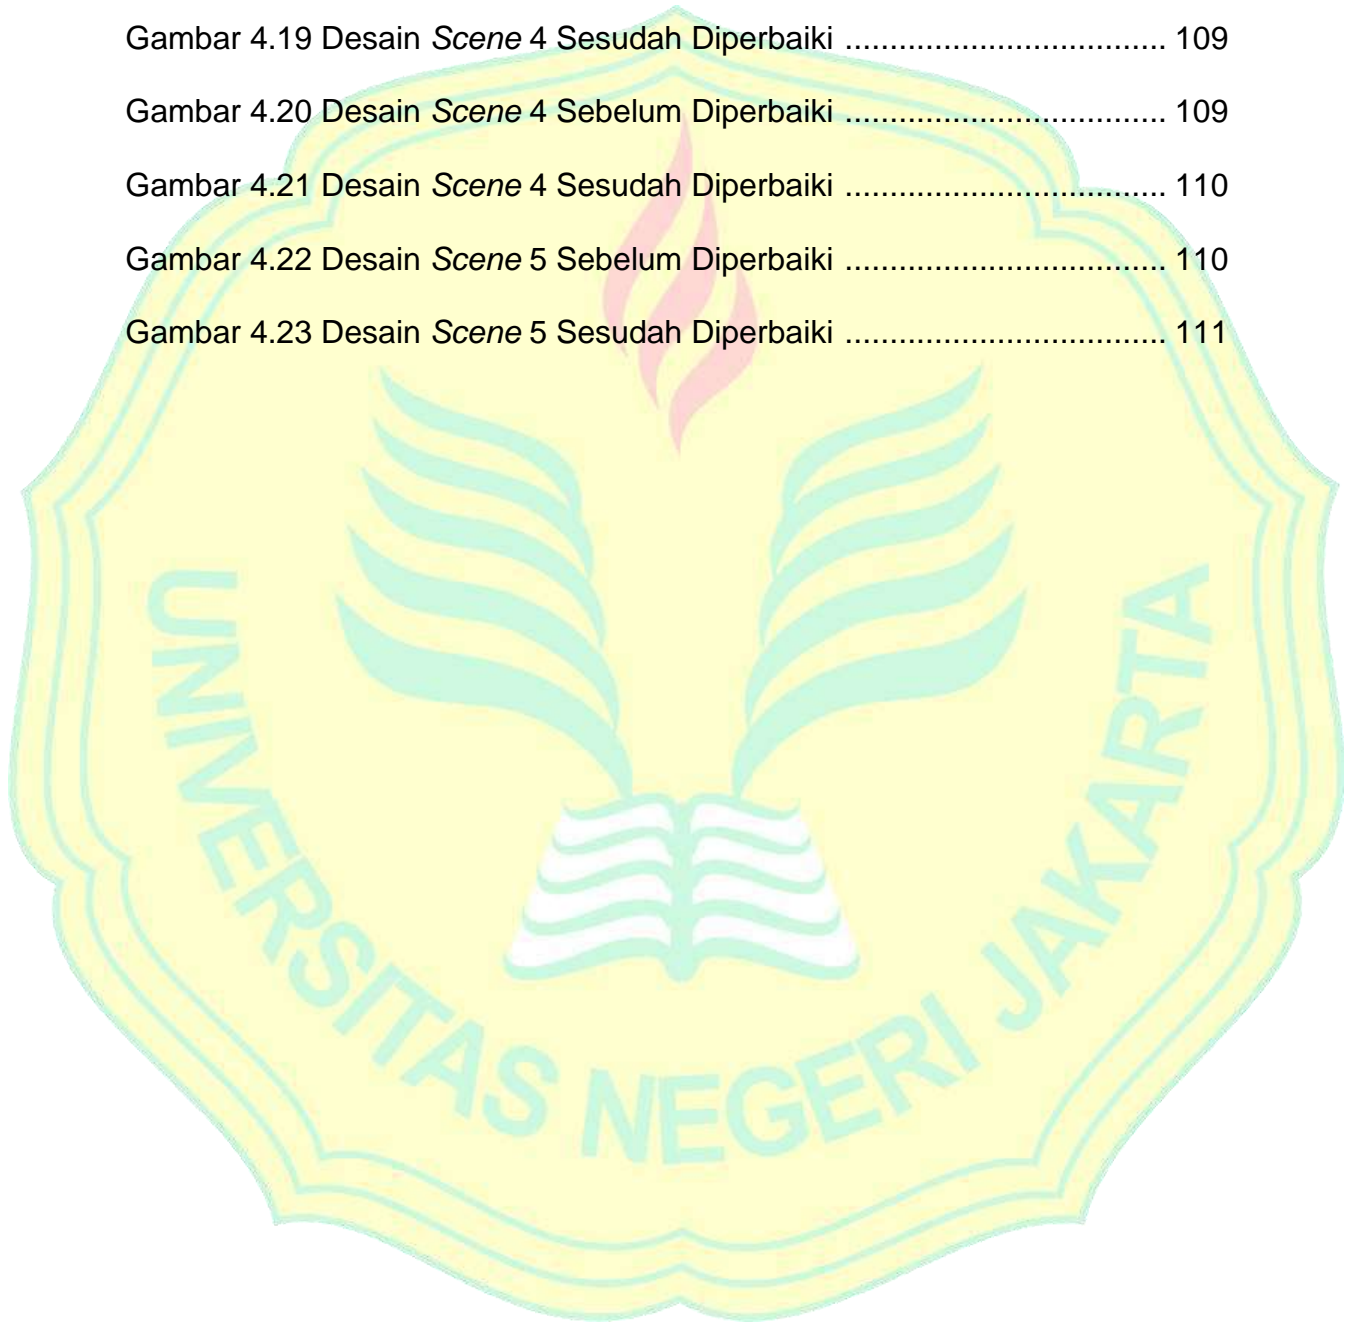 Gambar 4.19 Desain Scene 4 Sesudah Diperbaiki .................................... 109
Gambar 4.20 Desain Scene 4 Sebelum Diperbaiki .................................... 109
Gambar 4.21 Desain Scene 4 Sesudah Diperbaiki .................................... 110
Gambar 4.22 Desain Scene 5 Sebelum Diperbaiki .................................... 110
Gambar 4.23 Desain Scene 5 Sesudah Diperbaiki .................................... 111
UNIVERSITAS NEGERI JAKARTA